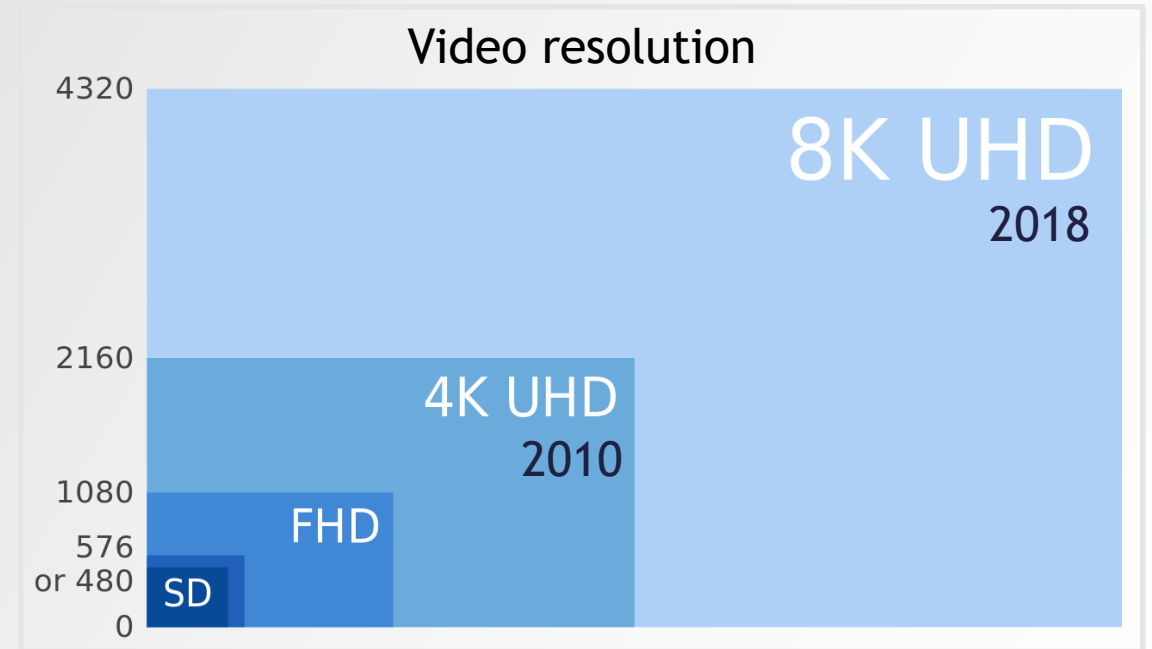 Video resolution
4320
8K UHD
2018
2160
4K UHD
2010
1080
FHD
576
or 480
SD
0